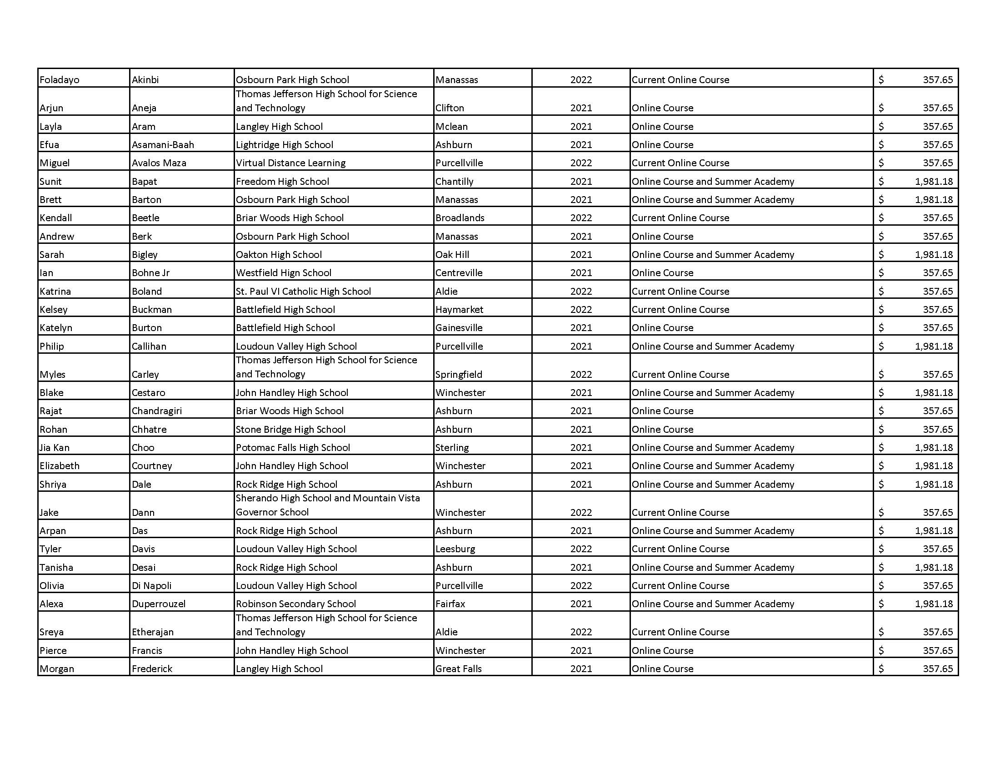 Foladayo Akinbi Osbourn Park High School Manassas 2022 Current Online Course $ 357.65
Thomas Jefferson High School for Science
Arjun Aneja and Technology Clifton 2021 Online Course $ 357.65
Layla Aram Langley High School Mclean 2021 Online Course $ 357.65
Efua Asamani-Baah Lightridge High School Ashburn 2021 Online Course $ 357.65
Miguel Avalos Maza Virtual Distance Learning Purcellville 2022 Current Online Course $ 357.65
Sunit Bapat Freedom High School Chantilly 2021 Online Course and Summer Academy $ 1,981.18
Brett Barton Osbourn Park High School Manassas 2021 Online Course and Summer Academy $ 1,981.18
Kendall Beetle Briar Woods High School Broadlands 2022 Current Online Course $ 357.65
Andrew Berk Osbourn Park High School Manassas 2021 Online Course $ 357.65
Sarah Bigley Oakton High School Oak Hill 2021 Online Course and Summer Academy $ 1,981.18
Ian Bohne Jr Westfield Hign School Centreville 2021 Online Course $ 357.65
Katrina Boland St. Paul VI Catholic High School Aldie 2022 Current Online Course $ 357.65
Kelsey Buckman Battlefield High School Haymarket 2022 Current Online Course $ 357.65
Katelyn Burton Battlefield High School Gainesville 2021 Online Course $ 357.65
Philip Callihan Loudoun Valley High School Purcellville 2021 Online Course and Summer Academy $ 1,981.18
Thomas Jefferson High School for Science
Myles Carley and Technology Springfield 2022 Current Online Course $ 357.65
Blake Cestaro John Handley High School Winchester 2021 Online Course and Summer Academy $ 1,981.18
Rajat Chandragiri Briar Woods High School Ashburn 2021 Online Course $ 357.65
Rohan Chhatre Stone Bridge High School Ashburn 2021 Online Course $ 357.65
Jia Kan Choo Potomac Falls High School Sterling 2021 Online Course and Summer Academy $ 1,981.18
Elizabeth Courtney John Handley High School Winchester 2021 Online Course and Summer Academy $ 1,981.18
Shriya Dale Rock Ridge High School Ashburn 2021 Online Course and Summer Academy $ 1,981.18
Sherando High School and Mountain Vista
Jake Dann Governor School Winchester 2022 Current Online Course $ 357.65
Arpan Das Rock Ridge High School Ashburn 2021 Online Course and Summer Academy $ 1,981.18
Tyler Davis Loudoun Valley High School Leesburg 2022 Current Online Course $ 357.65
Tanisha Desai Rock Ridge High School Ashburn 2021 Online Course and Summer Academy $ 1,981.18
Olivia Di Napoli Loudoun Valley High School Purcellville 2022 Current Online Course $ 357.65
Alexa Duperrouzel Robinson Secondary School Fairfax 2021 Online Course and Summer Academy $ 1,981.18
Thomas Jefferson High School for Science
Sreya Etherajan and Technology Aldie 2022 Current Online Course $ 357.65
Pierce Francis John Handley High School Winchester 2021 Online Course $ 357.65
Morgan Frederick Langley High School Great Falls 2021 Online Course $ 357.65